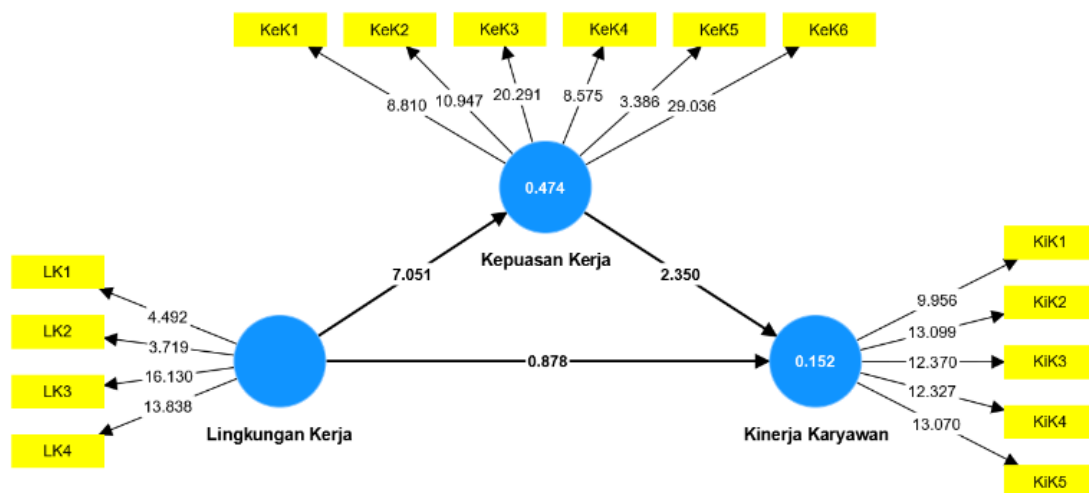 KeK1 KeK2 KeK3 KeK4 KeK5 KeK6
8.810 10.947 20.291 8.575 3.386 29.036
0.474
Kepuasan Kerja
7.051 2.350
LK1
LK2
LK3
LK4
4.492
3.719
16.130
13.838
Lingkungan Kerja
0.878
0.152
Kinerja Karyawan
9.956
13.099
12.370
12.327
13.070
KiK1
KiK2
KiK3
KiK4
KiK5